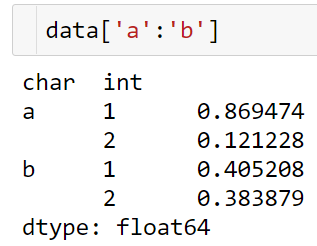 data['a':'b']
char  int
a     1      0.869474
      2      0.121228
b     1      0.405208
      2      0.383879
dtype: float64